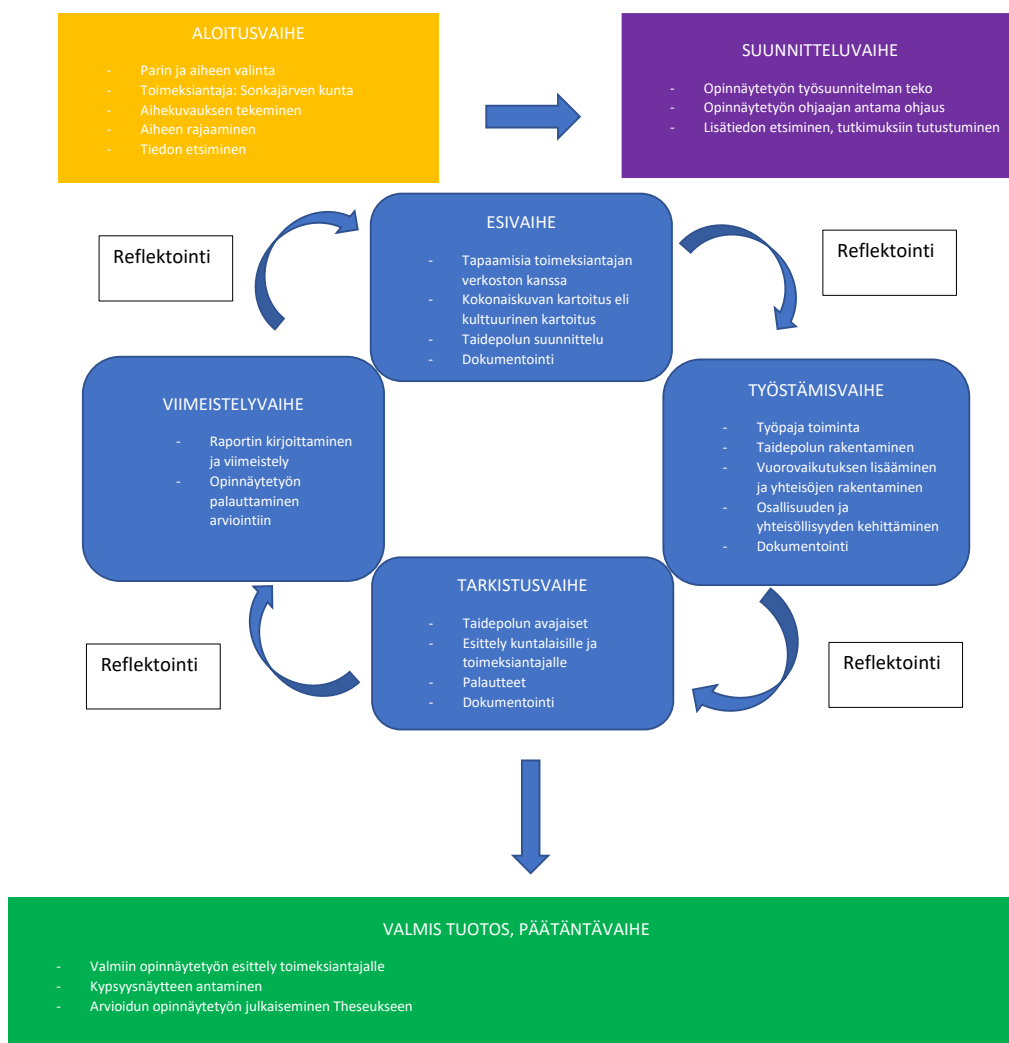 ALOITUSVAIHE
- Parin ja aiheen valinta
- Toimeksiantaja: Sonkajärven kunta
- Aihekuvauksen tekeminen
- Aiheen rajaaminen
- Tiedon etsiminen
SUUNNITTELUVAIHE
- Opinnäytetyön työsuunnitelman teko
- Opinnäytetyön ohjaajan antama ohjaus
- Lisätiedon etsiminen, tutkimuksiin tutustuminen
Reflektointi
ESIVAIHE
- Tapaamisia toimeksiantajan
verkoston kanssa
- Kokonaiskuvan kartoitus eli
kulttuurinen kartoitus
- Taidepolun suunnittelu
- Dokumentointi
Reflektointi
VIIMEISTELYVAIHE
- Raportin kirjoittaminen
ja viimeistely
- Opinnäytetyön
palauttaminen
arviointiin
TYÖSTÄMISVAIHE
- Työpaja toiminta
- Taidepolun rakentaminen
- Vuorovaikutuksen lisääminen
ja yhteisöjen rakentaminen
- Osallisuuden ja
yhteisöllisyyden kehittäminen
- Dokumentointi
Reflektointi
TARKISTUSVAIHE
- Taidepolun avajaiset
- Esittely kuntalaisille ja
toimeksiantajalle
- Palautteet
- Dokumentointi
Reflektointi
VALMIS TUOTOS, PÄÄTÄNTÄVAIHE
- Valmiin opinnäytetyön esittely toimeksiantajalle
- Kypsyysnäytteen antaminen
- Arvioidun opinnäytetyön julkaiseminen Theseukseen